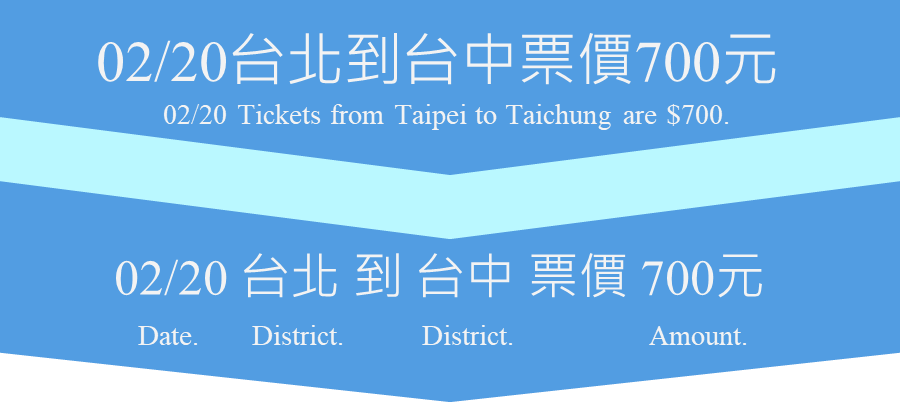 02/20台北到台中票價700元
02/20 Tickets from Taipei to Taichung are $700.
02/20 台北 到 台中 票價 700元
Date. District. District. Amount.